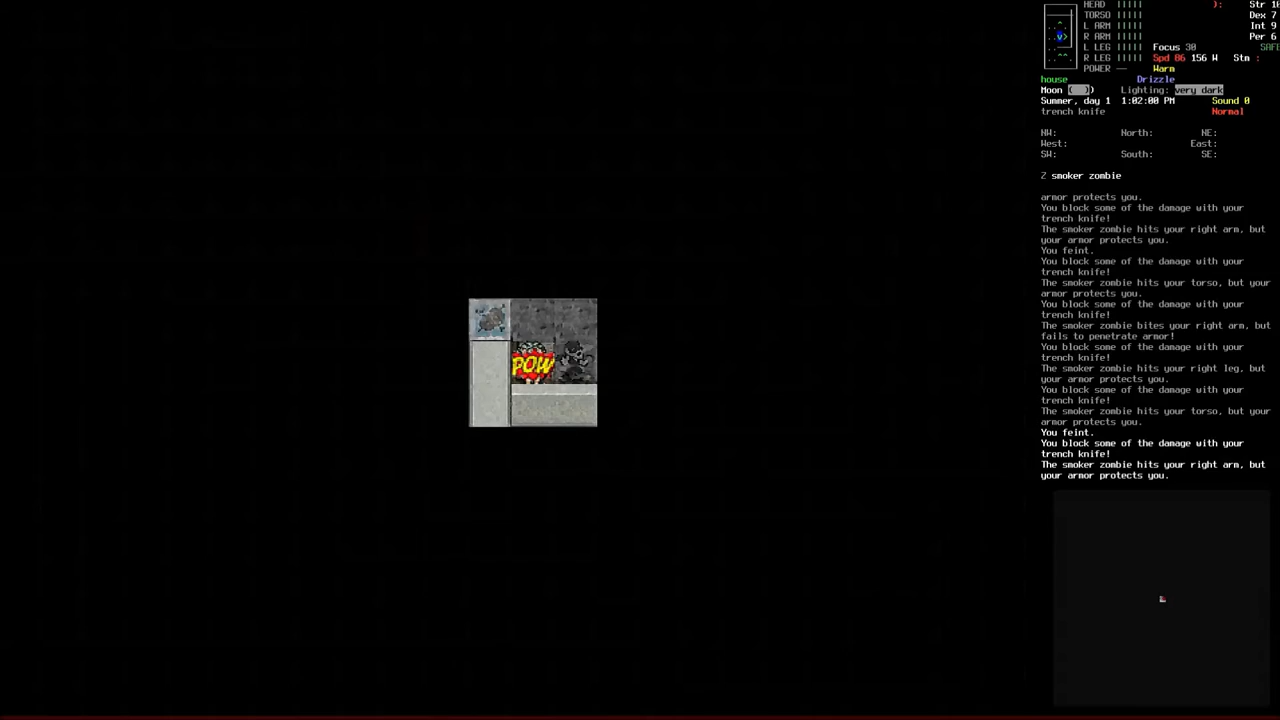 HEAD ||||| ): Str 10
TORSO ||||| Dex 7
L ARM ||||| Int 9
R ARM ||||| Per 6
L LEG ||||| Focus 30 SAFE
R LEG ||||| Spd 86 156 W Stm :
POWER -- Warm
house Drizzle
Moon (   ) Lighting: very dark
Summer, day 1 1:02:00 PM Sound 0
trench knife Normal
NW: North: NE:
West: East:
SW: South: SE:
Z smoker zombie
armor protects you.
You block some of the damage with your
trench knife!
The smoker zombie hits your right arm, but
your armor protects you.
You feint.
You block some of the damage with your
trench knife!
The smoker zombie hits your torso, but your
armor protects you.
You block some of the damage with your
trench knife!
The smoker zombie bites your right arm, but
fails to penetrate armor!
You block some of the damage with your
trench knife!
The smoker zombie hits your right leg, but
your armor protects you.
You block some of the damage with your
trench knife!
The smoker zombie hits your torso, but your
armor protects you.
You feint.
You block some of the damage with your
trench knife!
The smoker zombie hits your right arm, but
your armor protects you.
POW